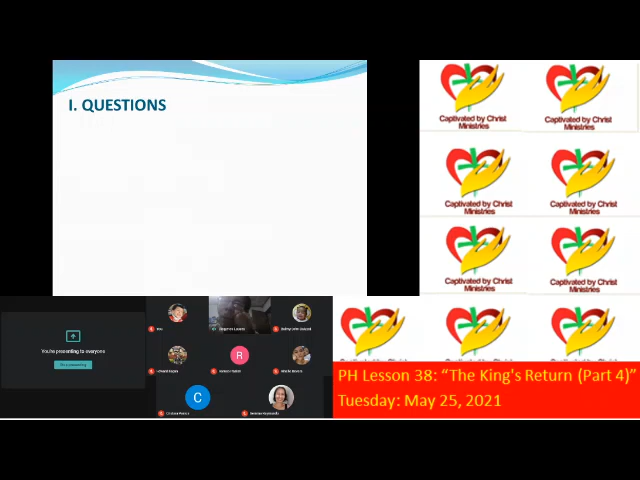 I. QUESTIONS
Captivated by Christ
Ministries
Captivated by Christ
Ministries
Captivated by Christ
Ministries
Captivated by Christ
Ministries
Captivated by Christ
Ministries
Captivated by Christ
Ministries
Captivated by Christ
Ministries
Captivated by Christ
Ministries
You're presenting to everyone
R
C
PH Lesson 38: “The King's Return (Part 4)”
Tuesday: May 25, 2021